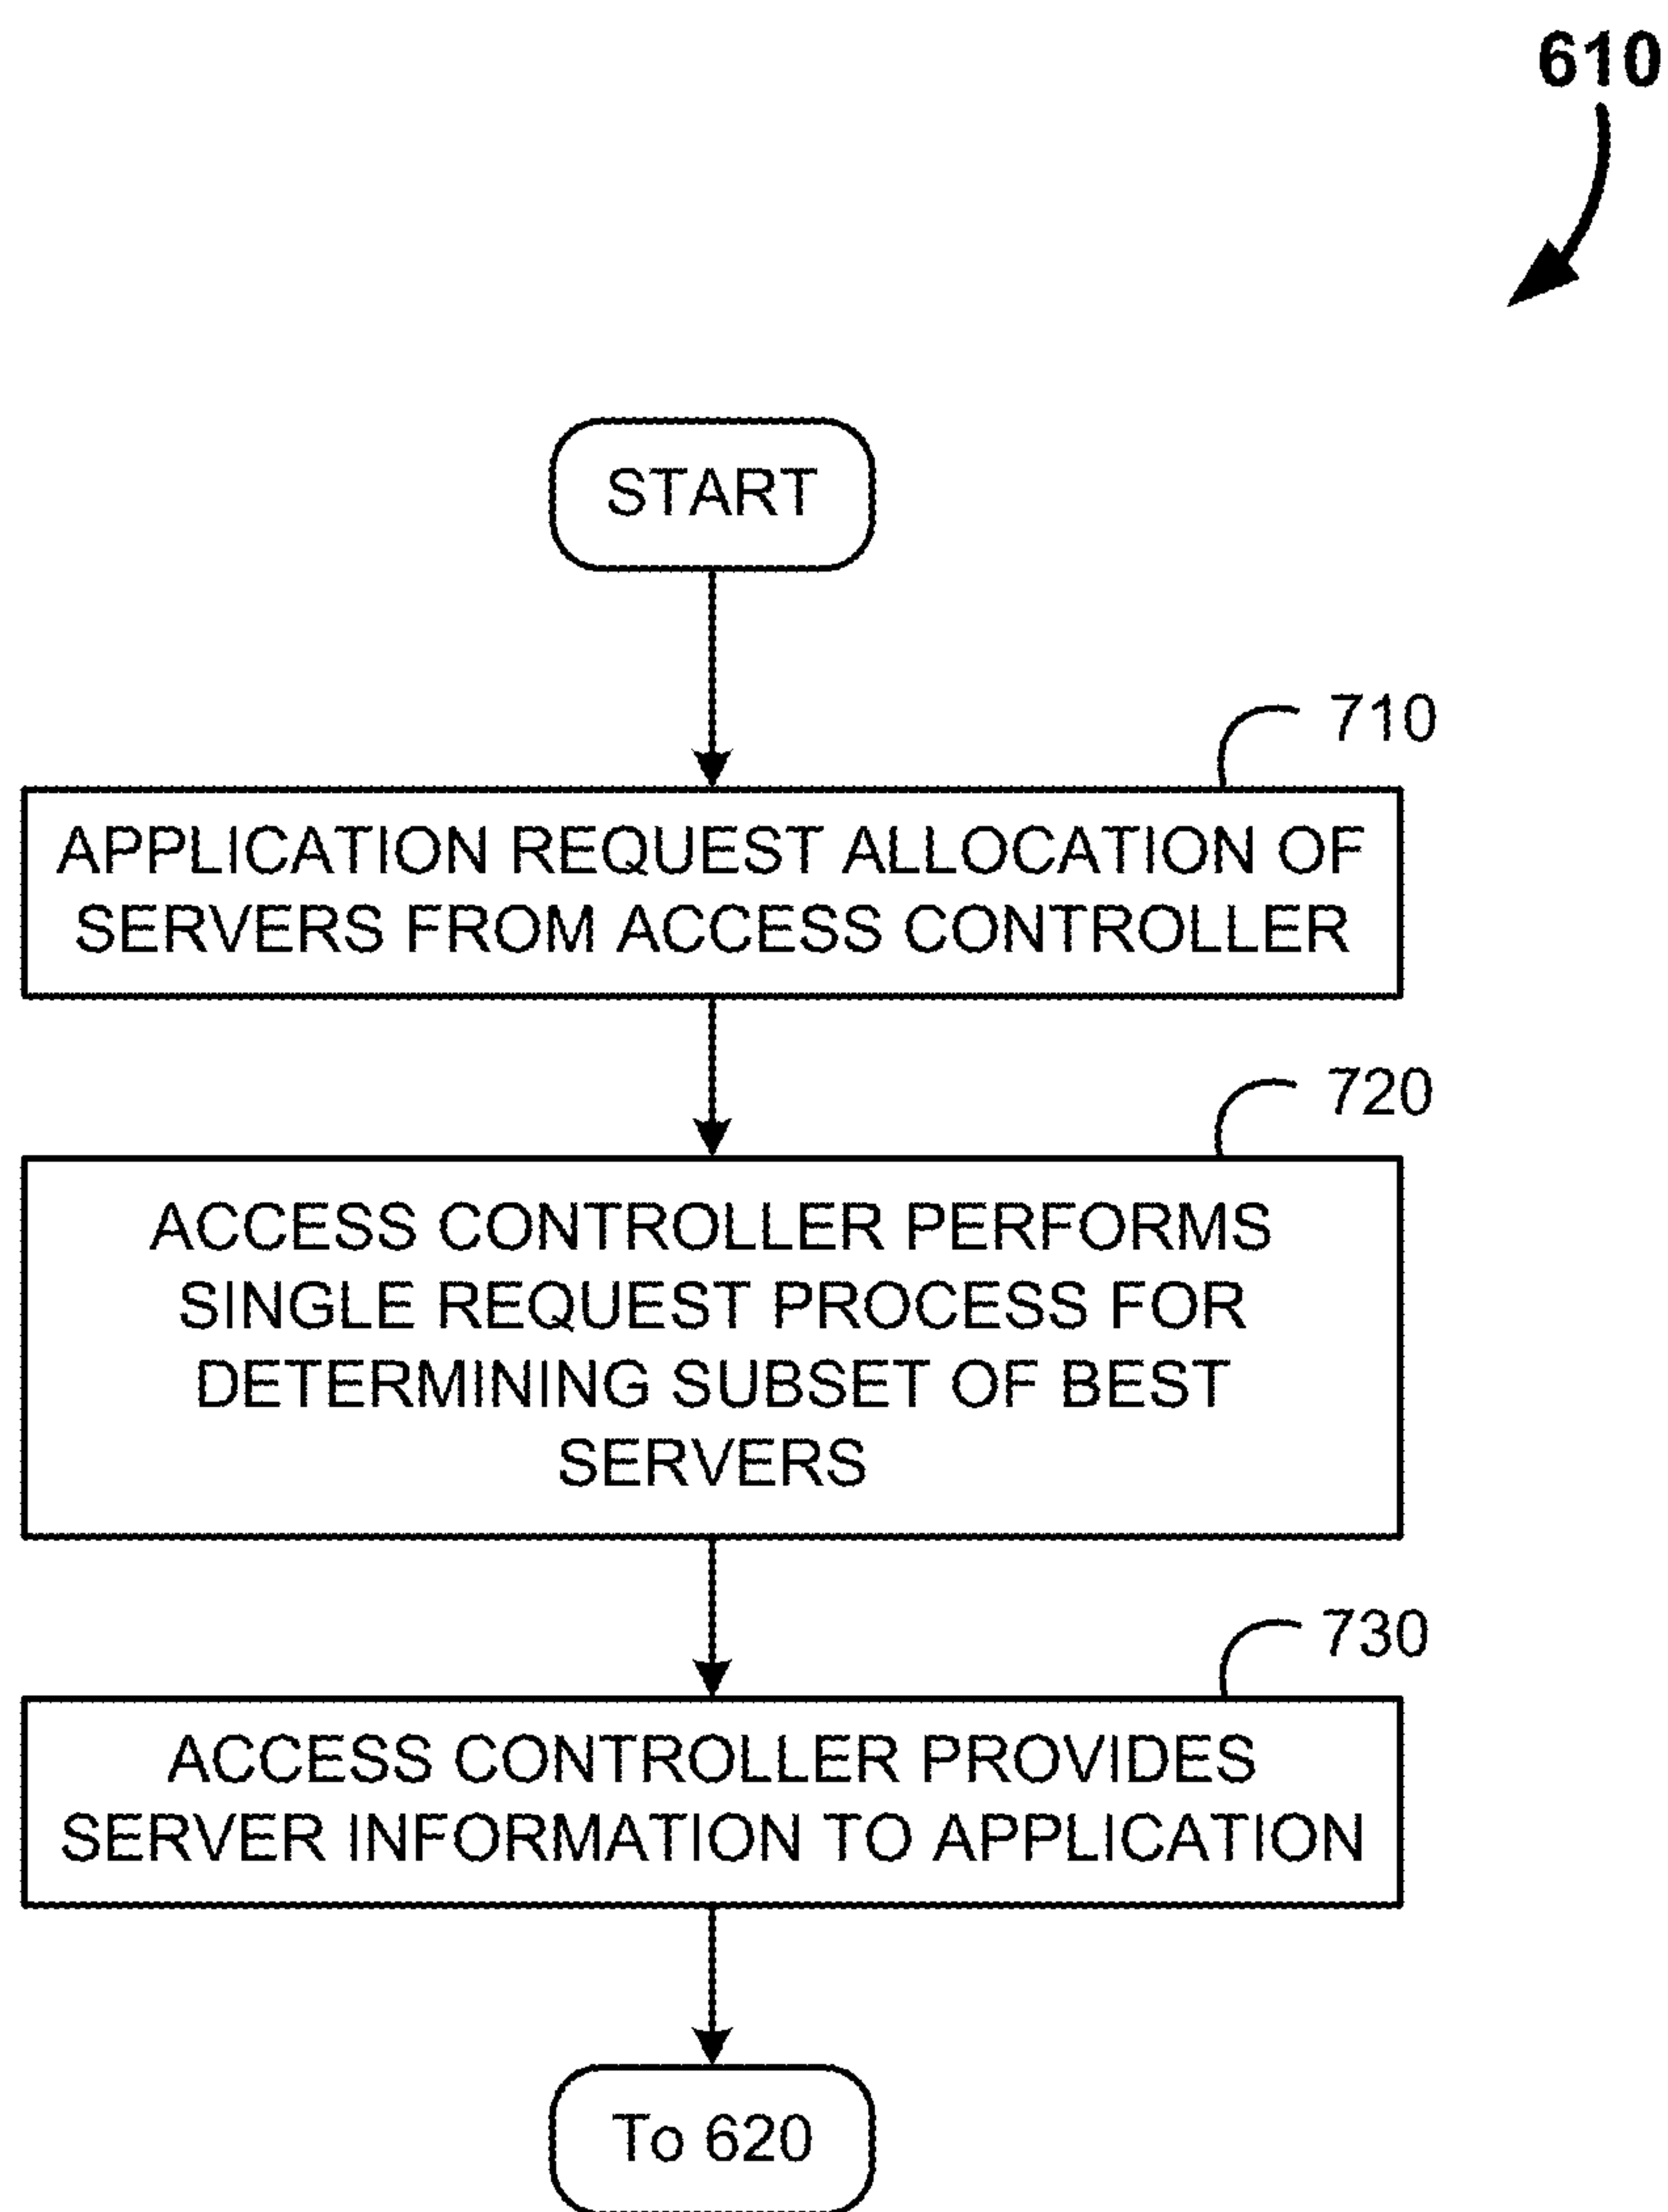 610
START
710
APPLICATION REQUEST ALLOCATION OF
SERVERS FROM ACCESS CONTROLLER
720
ACCESS CONTROLLER PERFORMS
SINGLE REQUEST PROCESS FOR
DETERMINING SUBSET OF BEST
SERVERS
730
ACCESS CONTROLLER PROVIDES
SERVER INFORMATION TO APPLICATION
To 620